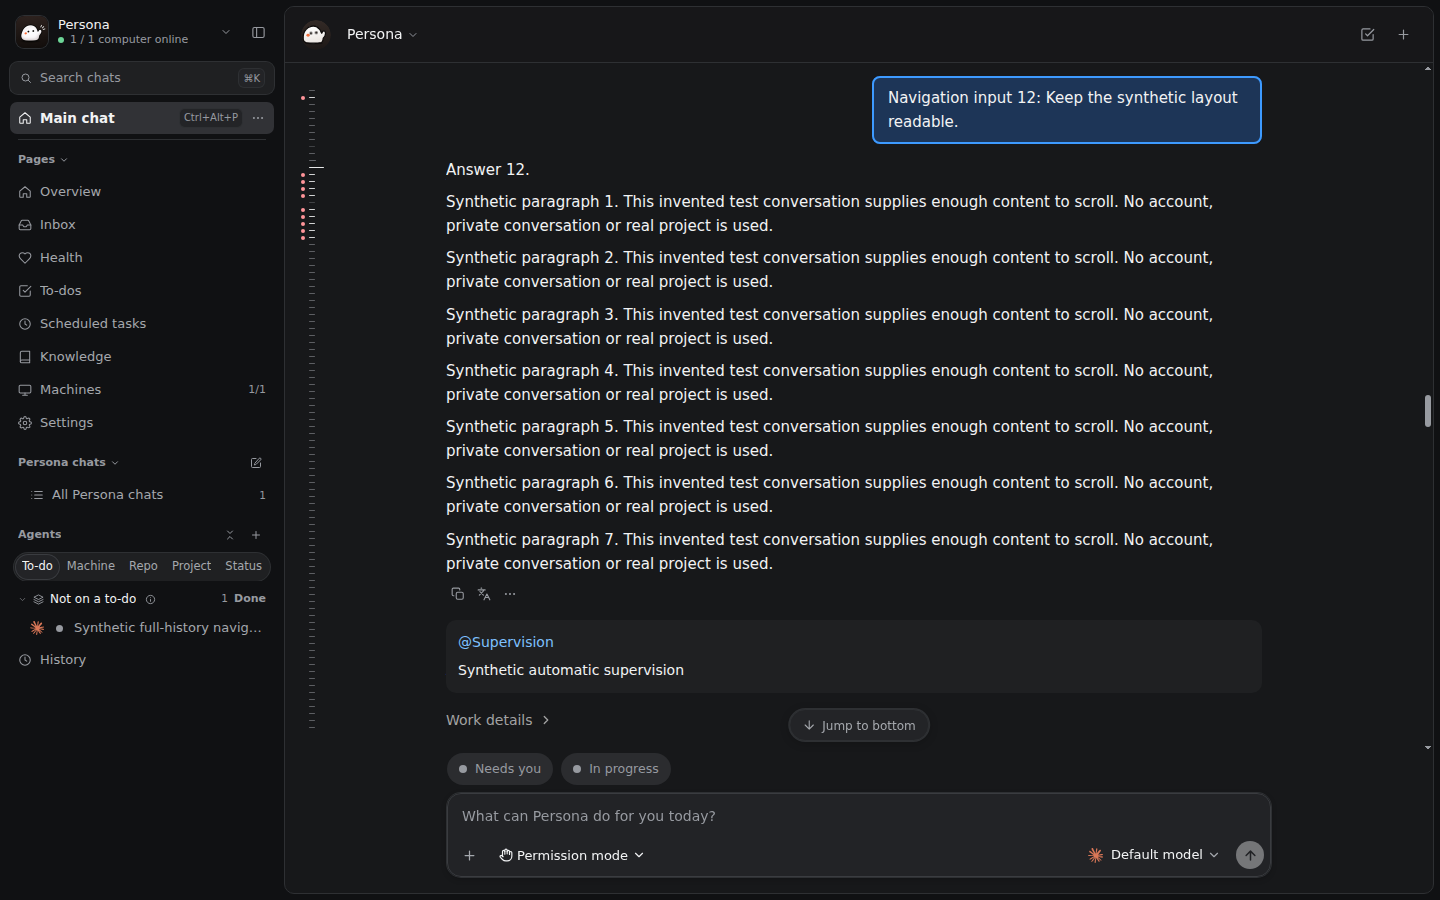 Persona
1 / 1 computer online
Search chats
⌘K
Main chat
Ctrl+Alt+P
Pages
Overview
Inbox
Health
To-dos
Scheduled tasks
Knowledge
Machines
1/1
Settings
Persona chats
All Persona chats
1
Agents
To-do
Machine
Repo
Project
Status
Not on a to-do
1 Done
Synthetic full-history navig...
History
Persona
Navigation input 12: Keep the synthetic layout
readable.
Answer 12.
Synthetic paragraph 1. This invented test conversation supplies enough content to scroll. No account,
private conversation or real project is used.
Synthetic paragraph 2. This invented test conversation supplies enough content to scroll. No account,
private conversation or real project is used.
Synthetic paragraph 3. This invented test conversation supplies enough content to scroll. No account,
private conversation or real project is used.
Synthetic paragraph 4. This invented test conversation supplies enough content to scroll. No account,
private conversation or real project is used.
Synthetic paragraph 5. This invented test conversation supplies enough content to scroll. No account,
private conversation or real project is used.
Synthetic paragraph 6. This invented test conversation supplies enough content to scroll. No account,
private conversation or real project is used.
Synthetic paragraph 7. This invented test conversation supplies enough content to scroll. No account,
private conversation or real project is used.
@Supervision
Synthetic automatic supervision
Work details
Jump to bottom
Needs you
In progress
What can Persona do for you today?
Permission mode
Default model